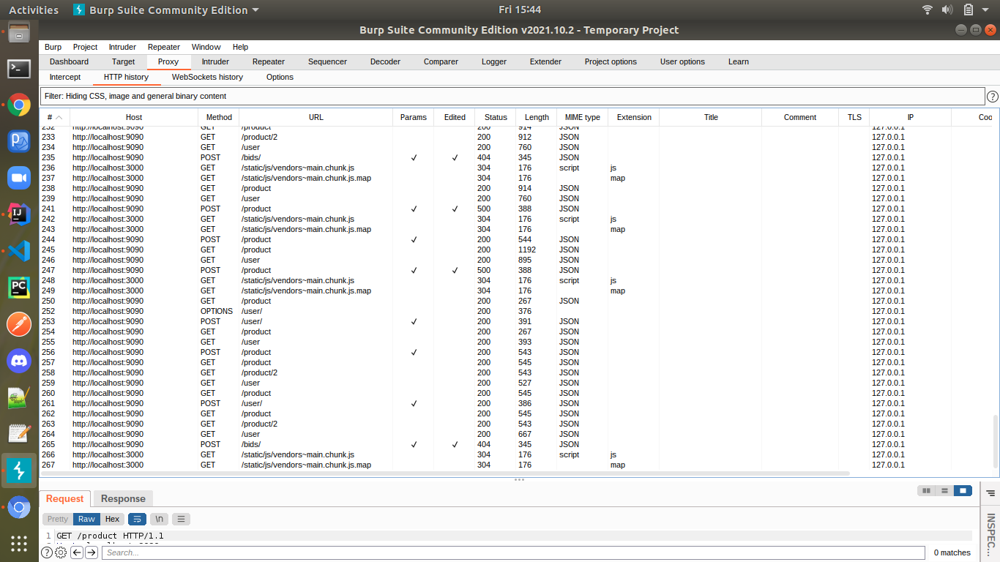 Activities Burp Suite Community Edition Fri 15:44
Burp Suite Community Edition v2021.10.2 - Temporary Project
Burp Project Intruder Repeater Window Help
Dashboard Target Proxy Intruder Repeater Sequencer Decoder Comparer Logger Extender Project options User options Learn
Intercept HTTP history WebSockets history Options
Filter: Hiding CSS, image and general binary content ?
# Host Method URL Params Edited Status Length MIME type Extension Title Comment TLS IP Coo
232 http://localhost:9090 GET /product 200 914 JSON 127.0.0.1
233 http://localhost:9090 GET /product/2 200 912 JSON 127.0.0.1
234 http://localhost:9090 GET /user 200 760 JSON 127.0.0.1
235 http://localhost:9090 POST /bids/ ✓ ✓ 404 345 JSON 127.0.0.1
236 http://localhost:3000 GET /static/js/vendors~main.chunk.js 304 176 script js 127.0.0.1
237 http://localhost:3000 GET /static/js/vendors~main.chunk.js.map 304 176 map 127.0.0.1
238 http://localhost:9090 GET /product 200 914 JSON 127.0.0.1
239 http://localhost:9090 GET /user 200 760 JSON 127.0.0.1
241 http://localhost:9090 POST /product ✓ ✓ 500 388 JSON 127.0.0.1
242 http://localhost:3000 GET /static/js/vendors~main.chunk.js 304 176 script js 127.0.0.1
243 http://localhost:3000 GET /static/js/vendors~main.chunk.js.map 304 176 map 127.0.0.1
244 http://localhost:9090 POST /product ✓ 200 544 JSON 127.0.0.1
245 http://localhost:9090 GET /product 200 1192 JSON 127.0.0.1
246 http://localhost:9090 GET /user 200 895 JSON 127.0.0.1
247 http://localhost:9090 POST /product ✓ ✓ 500 388 JSON 127.0.0.1
248 http://localhost:3000 GET /static/js/vendors~main.chunk.js 304 176 script js 127.0.0.1
249 http://localhost:3000 GET /static/js/vendors~main.chunk.js.map 304 176 map 127.0.0.1
250 http://localhost:9090 GET /product 200 267 JSON 127.0.0.1
252 http://localhost:9090 OPTIONS /user/ 200 376 127.0.0.1
253 http://localhost:9090 POST /user/ ✓ 200 391 JSON 127.0.0.1
254 http://localhost:9090 GET /product 200 267 JSON 127.0.0.1
255 http://localhost:9090 GET /user 200 393 JSON 127.0.0.1
256 http://localhost:9090 POST /product ✓ 200 543 JSON 127.0.0.1
257 http://localhost:9090 GET /product 200 545 JSON 127.0.0.1
258 http://localhost:9090 GET /product/2 200 543 JSON 127.0.0.1
259 http://localhost:9090 GET /user 200 527 JSON 127.0.0.1
260 http://localhost:9090 GET /product 200 545 JSON 127.0.0.1
261 http://localhost:9090 POST /user/ ✓ 200 386 JSON 127.0.0.1
262 http://localhost:9090 GET /product 200 545 JSON 127.0.0.1
263 http://localhost:9090 GET /product/2 200 543 JSON 127.0.0.1
264 http://localhost:9090 GET /user 200 667 JSON 127.0.0.1
265 http://localhost:9090 POST /bids/ ✓ ✓ 404 345 JSON 127.0.0.1
266 http://localhost:3000 GET /static/js/vendors~main.chunk.js 304 176 script js 127.0.0.1
267 http://localhost:3000 GET /static/js/vendors~main.chunk.js.map 304 176 map 127.0.0.1
Request Response
Pretty Raw Hex \n
INSPEC...
1 GET /product HTTP/1.1
? Search... 0 matches